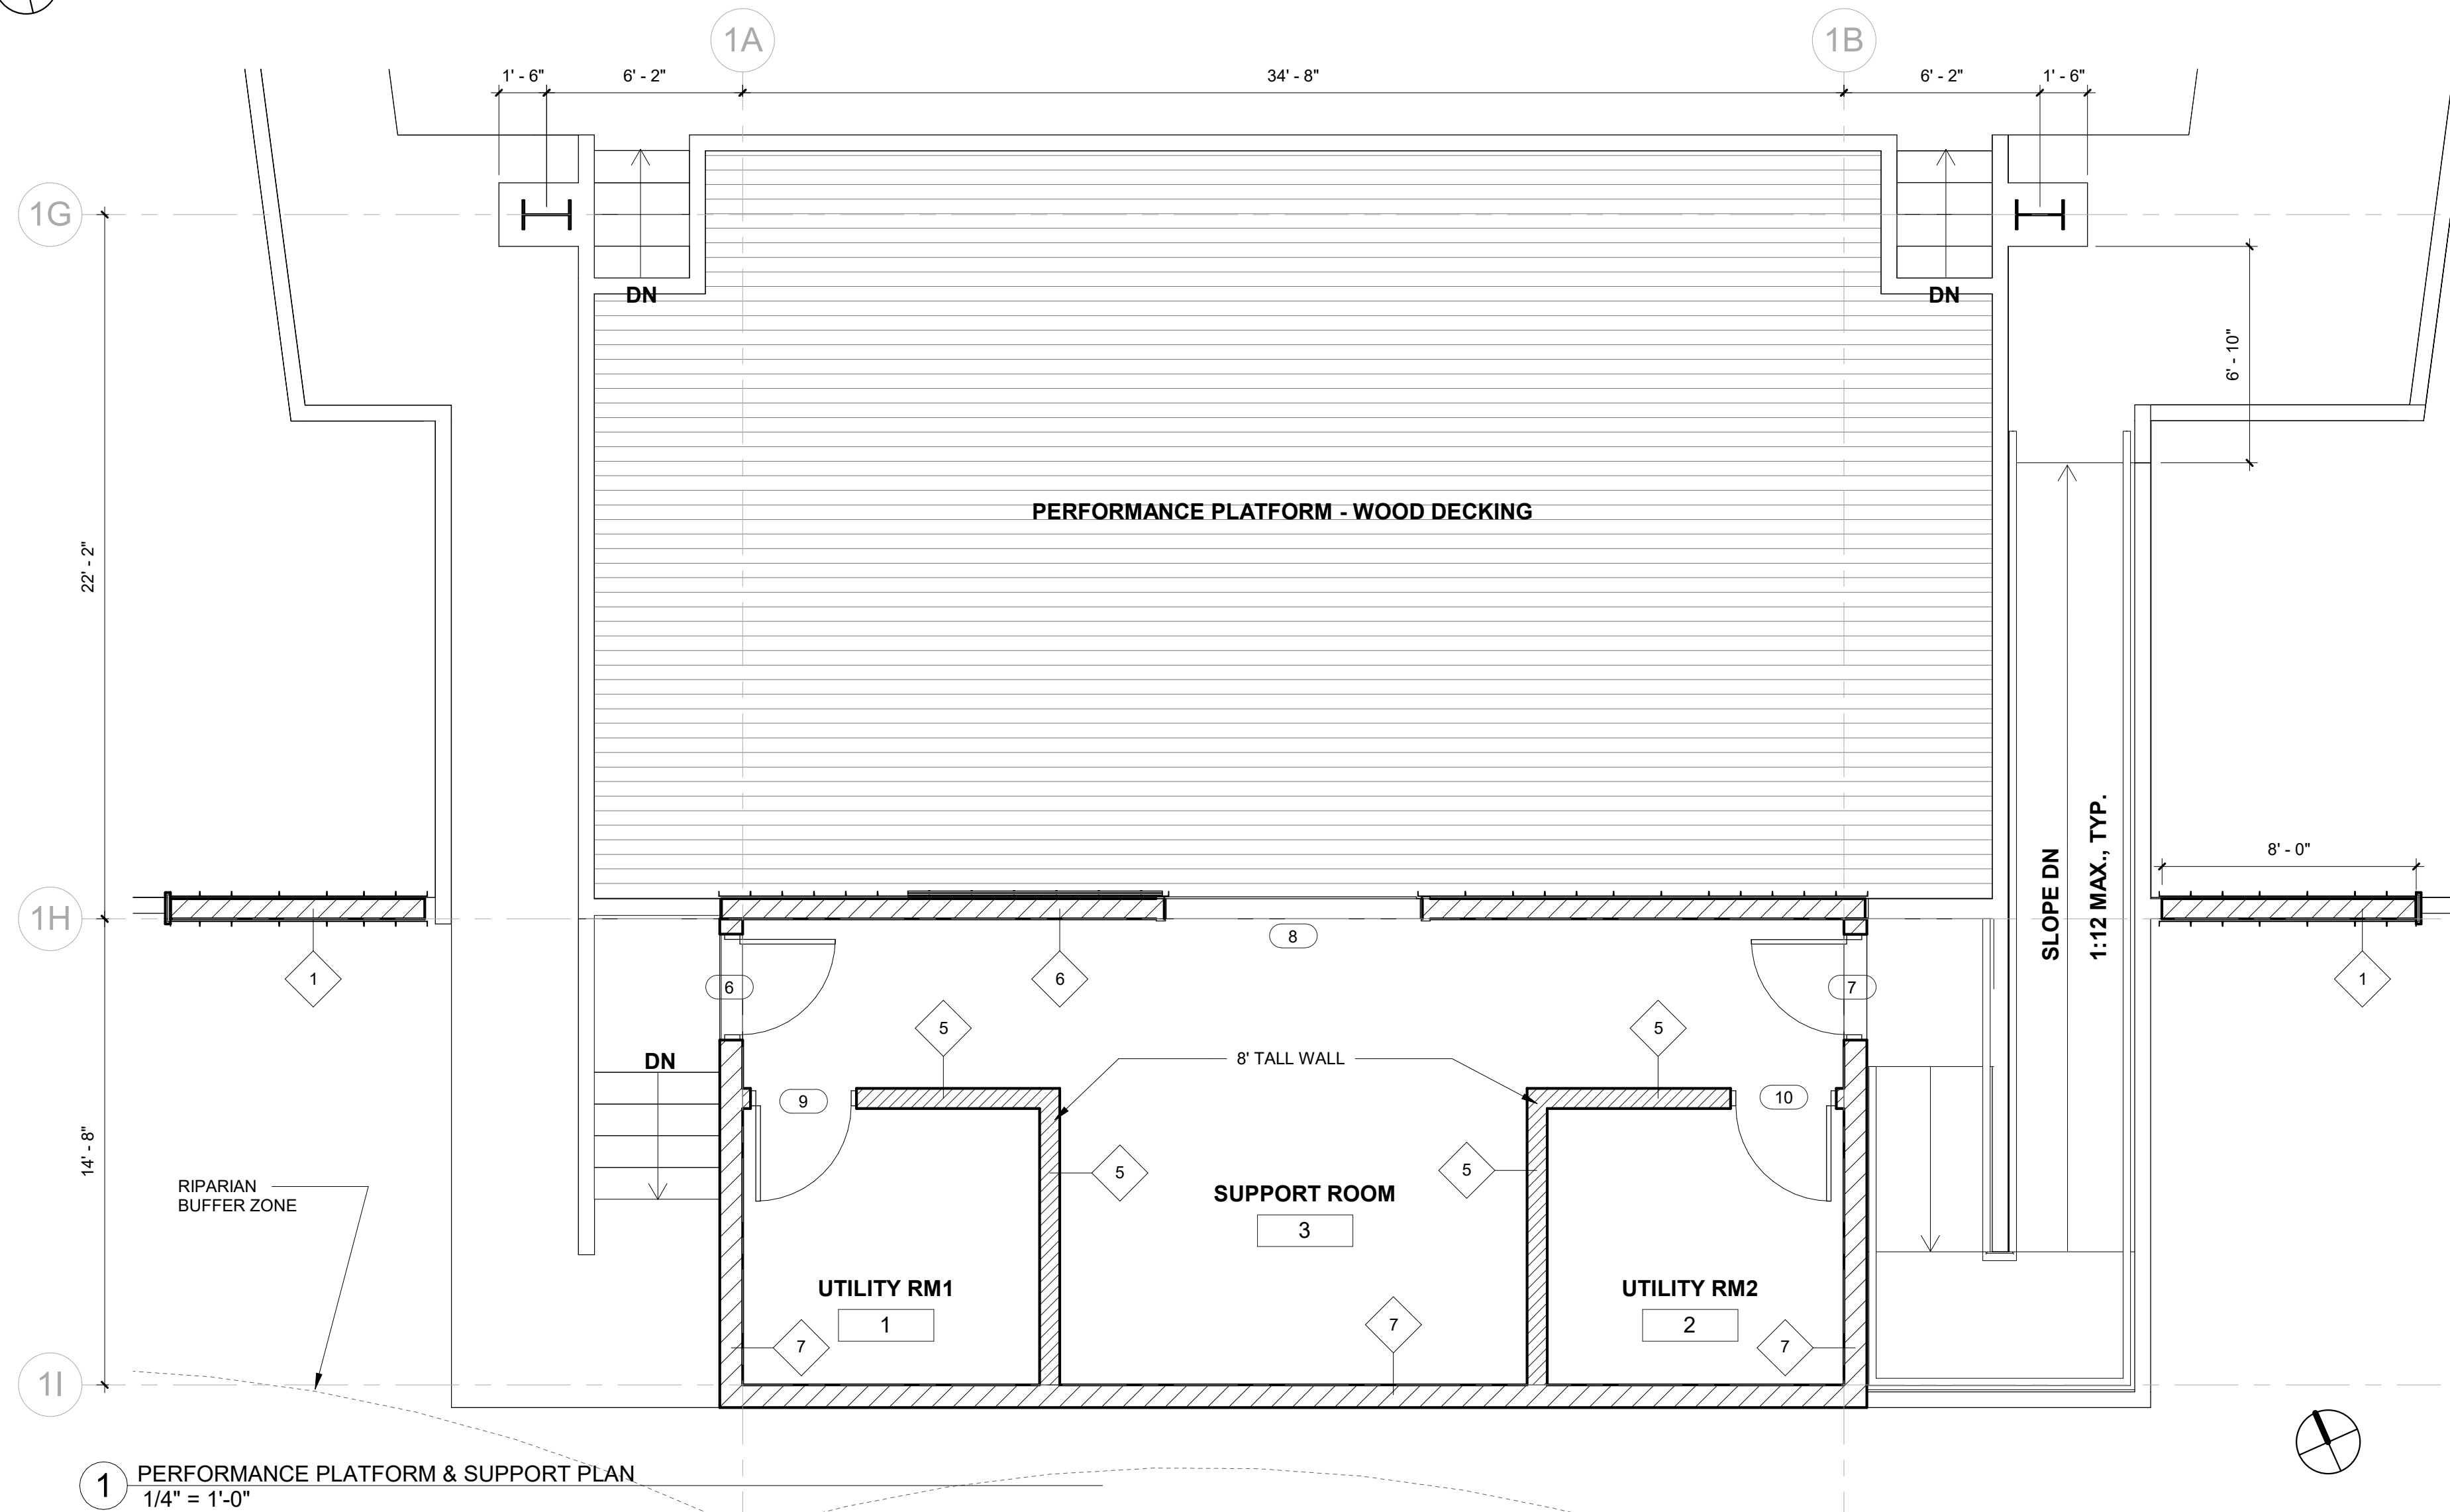 1A
1B
1' - 6"
6' - 2"
34' - 8"
6' - 2"
1' - 6"
1G
DN
DN
6' - 10"
PERFORMANCE PLATFORM - WOOD DECKING
22' - 2"
SLOPE DN
1:12 MAX., TYP.
8' - 0"
1H
8
1
6
6
7
1
5
5
DN
8' TALL WALL
9
10
14' - 8"
5
5
RIPARIAN
BUFFER ZONE
SUPPORT ROOM
3
UTILITY RM1
1
UTILITY RM2
2
7
7
7
1I
1
PERFORMANCE PLATFORM & SUPPORT PLAN
1/4" = 1'-0"